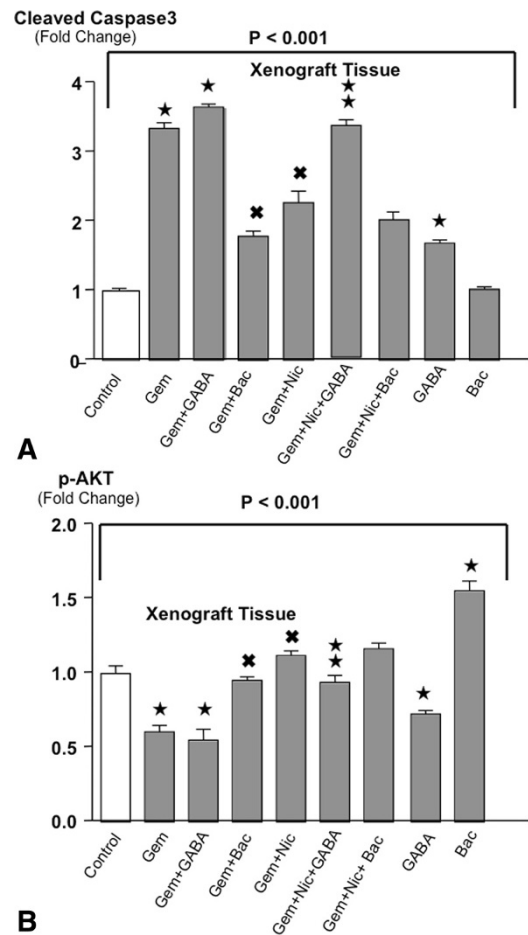 Cleaved Caspase3
(Fold Change)
P < 0.001
Xenograft Tissue
4
3
2
1
0
Control
Gem
Gem+GABA
Gem+Bac
Gem+Nic
Gem+Nic+GABA
Gem+Nic+Bac
GABA
Bac
A
p-AKT
(Fold Change)
P < 0.001
2.0
Xenograft Tissue
1.5
1.0
0.5
0.0
Control
Gem
Gem+GABA
Gem+Bac
Gem+Nic
Gem+Nic+GABA
Gem+Nic+ Bac
GABA
Bac
B